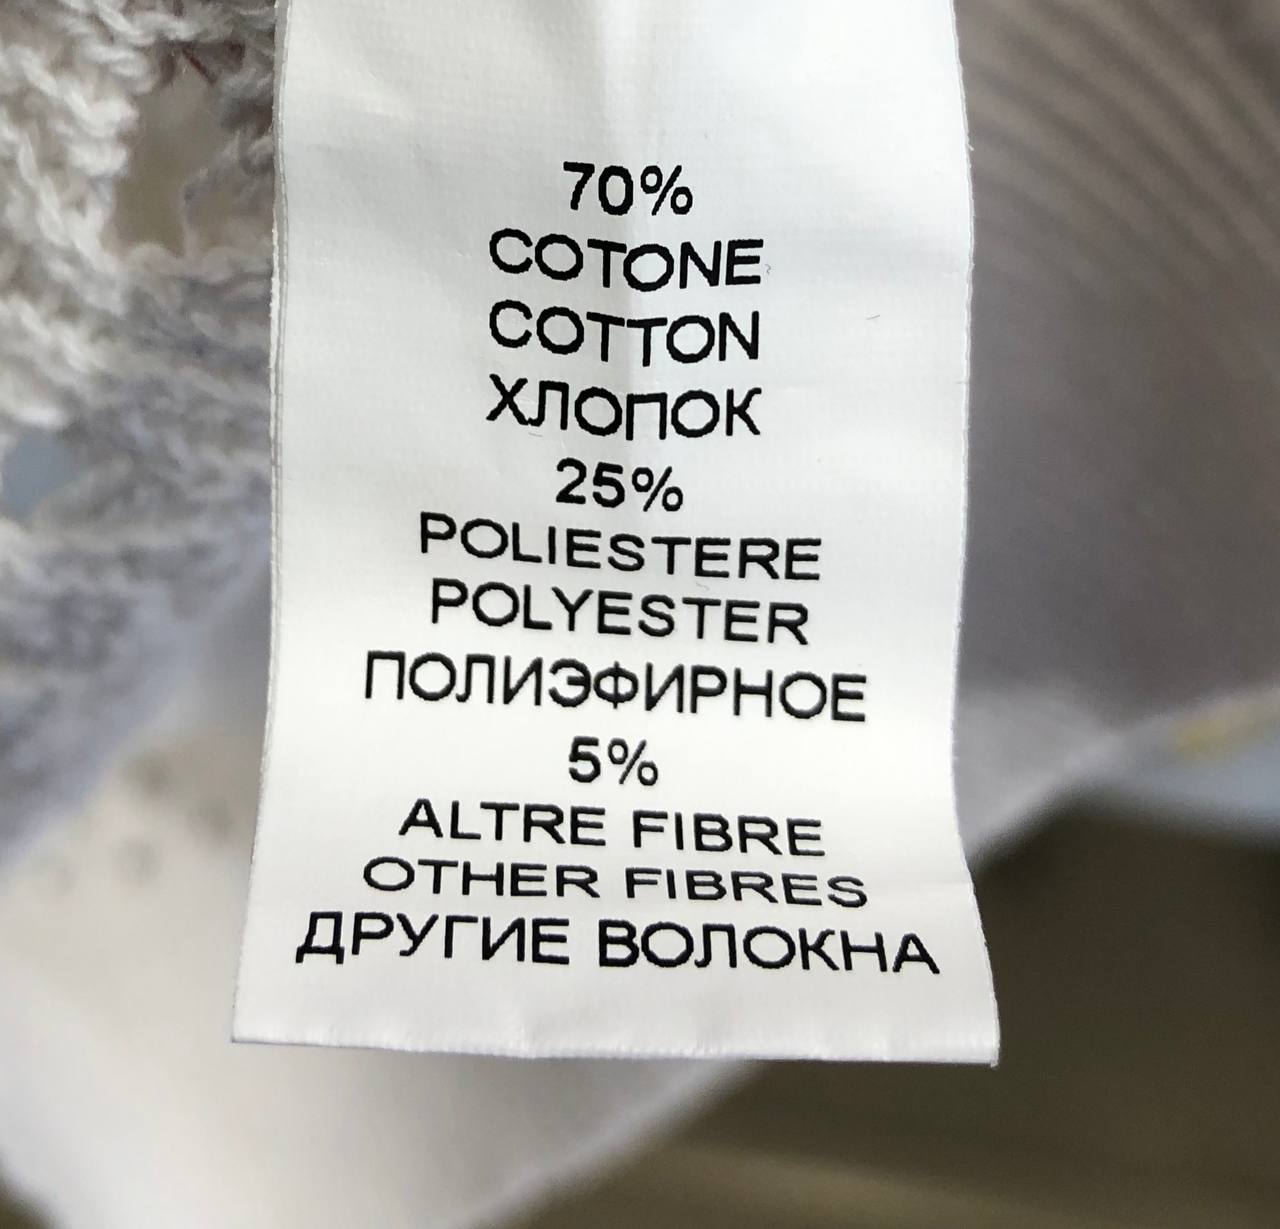 70%
COTONE
COTTON
ХЛОПОК
25%
POLIESTERE
POLYESTER
ПОЛИЭФИРНОЕ
5%
ALTRE FIBRE
OTHER FIBRES
ДРУГИЕ ВОЛОКНА